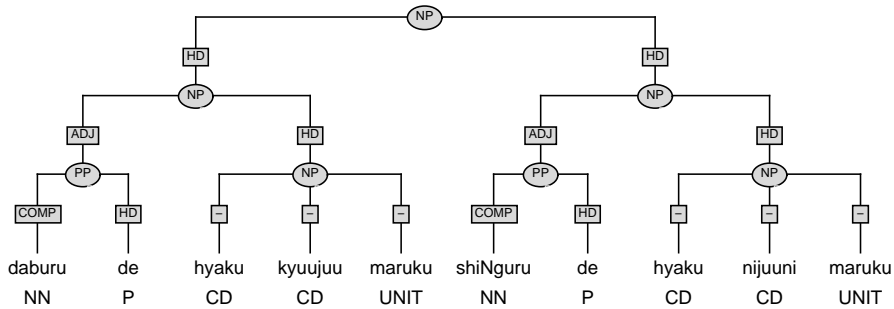 NP
HD HD
NP NP
ADJ HD ADJ HD
PP NP PP NP
COMP HD – – – COMP HD – – –
daburu de hyaku kyuujuu maruku shiNguru de hyaku nijuuni maruku
NN P CD CD UNIT NN P CD CD UNIT